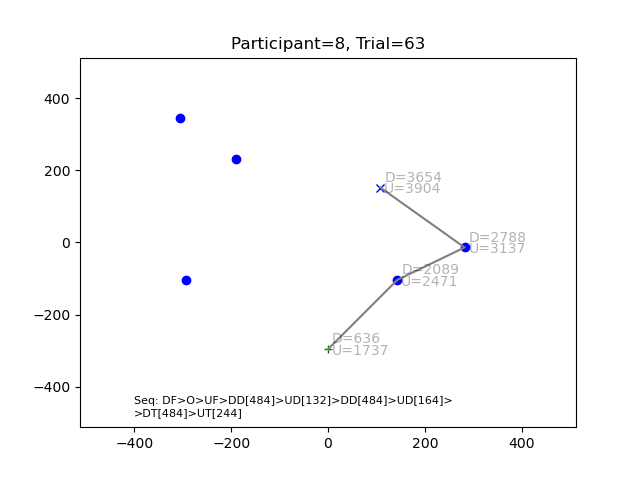 Participant=8, Trial=63
400
200
0
−200
−400
D=3654
U=3904
D=2788
U=3137
D=2089
U=2471
D=636
U=1737
Seq: DF>O>UF>DD[484]>UD[132]>DD[484]>UD[164]>
>DT[484]>UT[244]
−400 −200 0 200 400